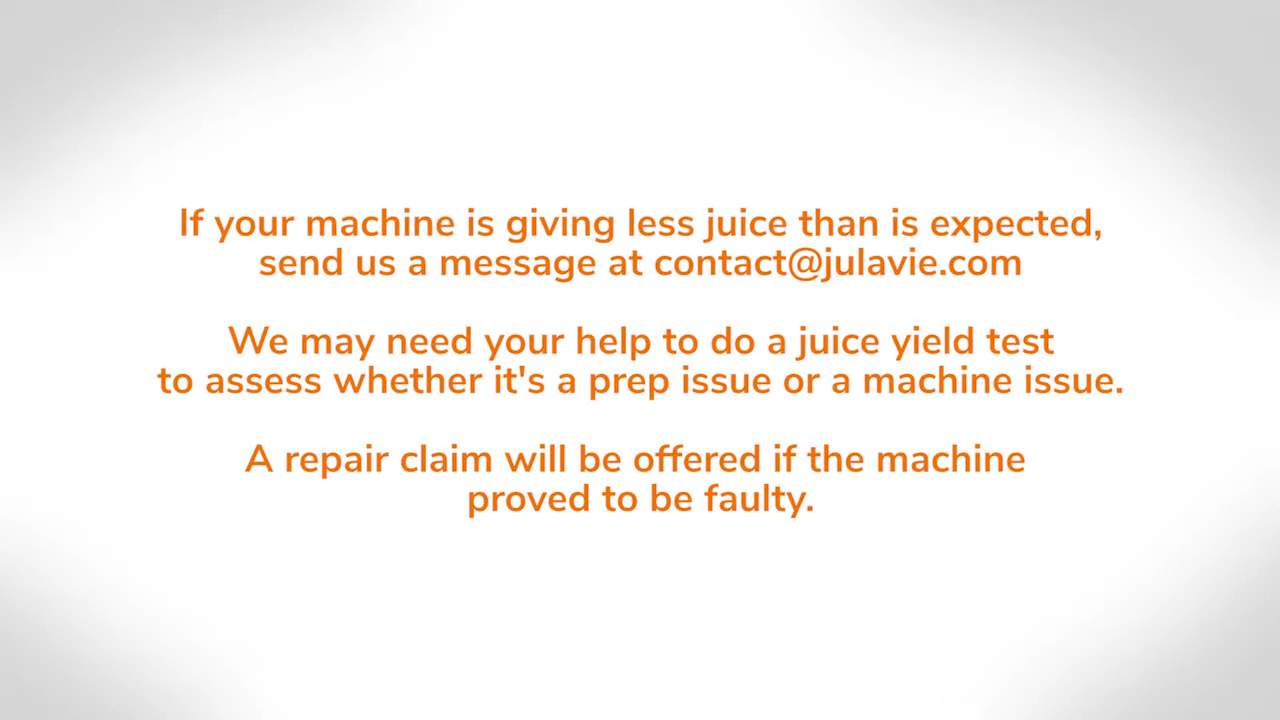 If your machine is giving less juice than is expected,
send us a message at contact@julavie.com
We may need your help to do a juice yield test
to assess whether it's a prep issue or a machine issue.
A repair claim will be offered if the machine
proved to be faulty.